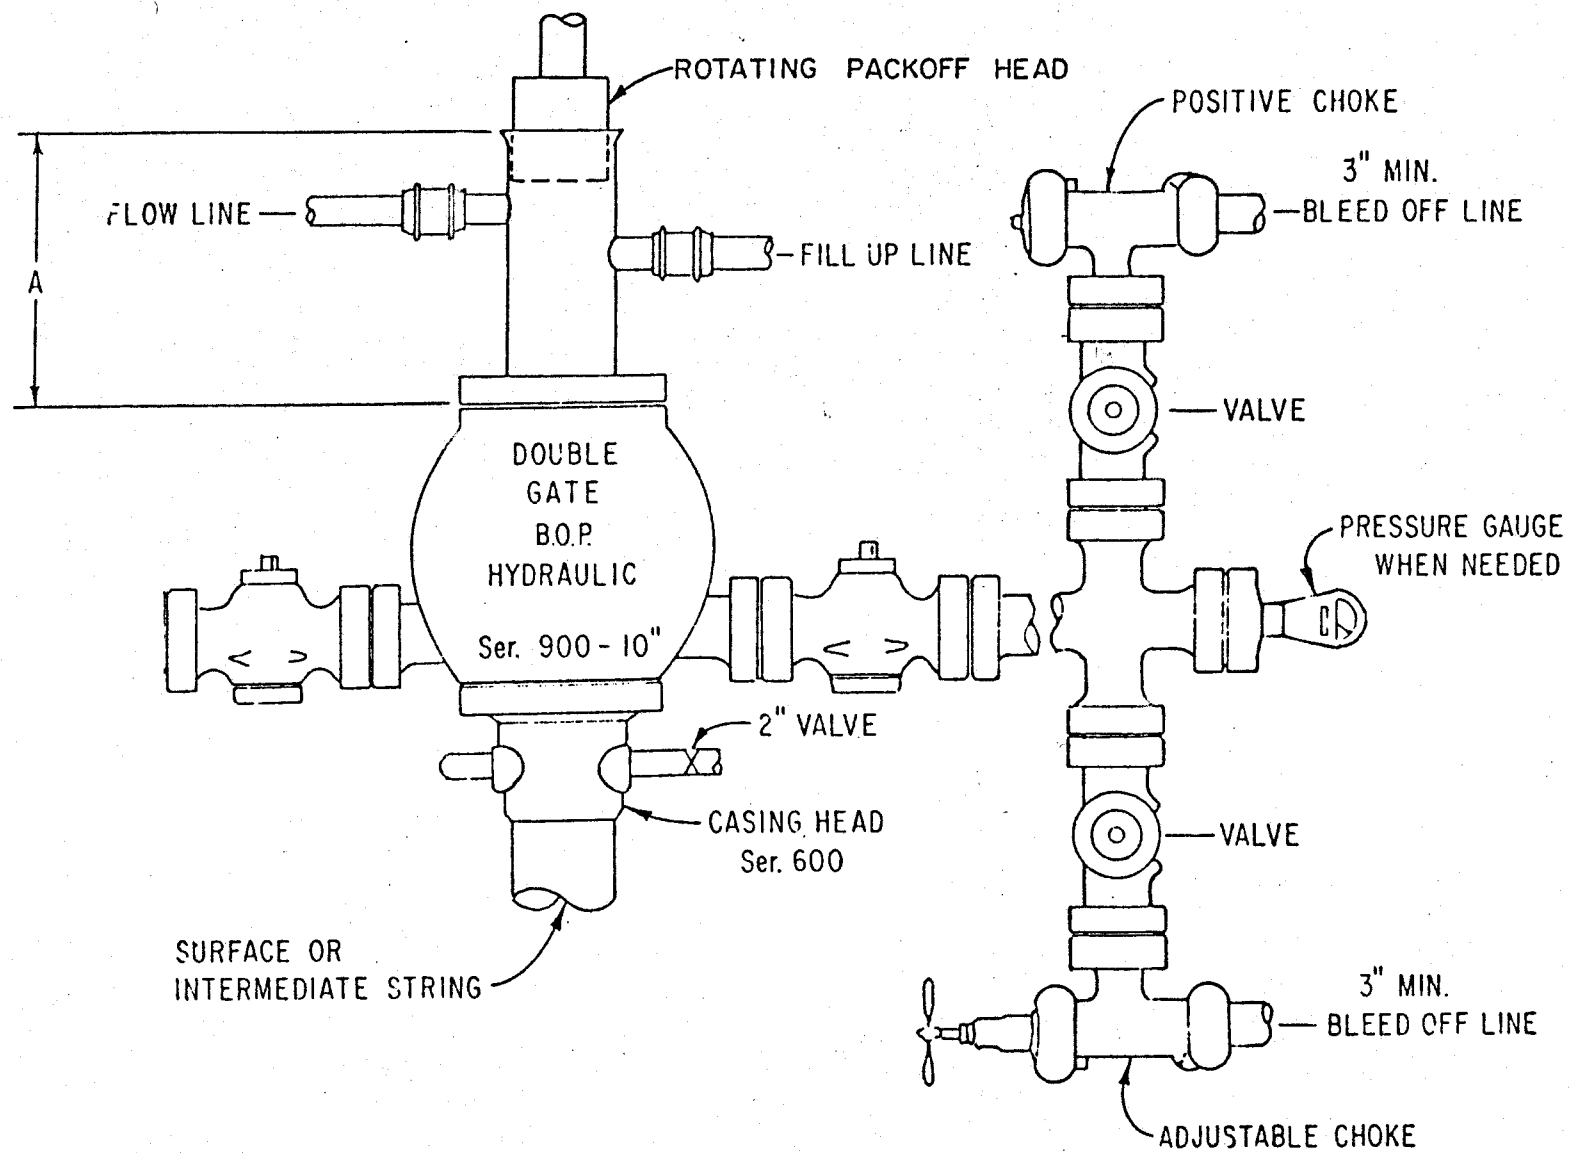 ROTATING PACKOFF HEAD
POSITIVE CHOKE
3" MIN.
BLEED OFF LINE
FLOW LINE
FILL UP LINE
A
VALVE
DOUBLE
GATE
B.O.P.
HYDRAULIC
Ser. 900-10"
PRESSURE GAUGE
WHEN NEEDED
2" VALVE
CASING HEAD
Ser. 600
VALVE
SURFACE OR
INTERMEDIATE STRING
3" MIN.
BLEED OFF LINE
ADJUSTABLE CHOKE